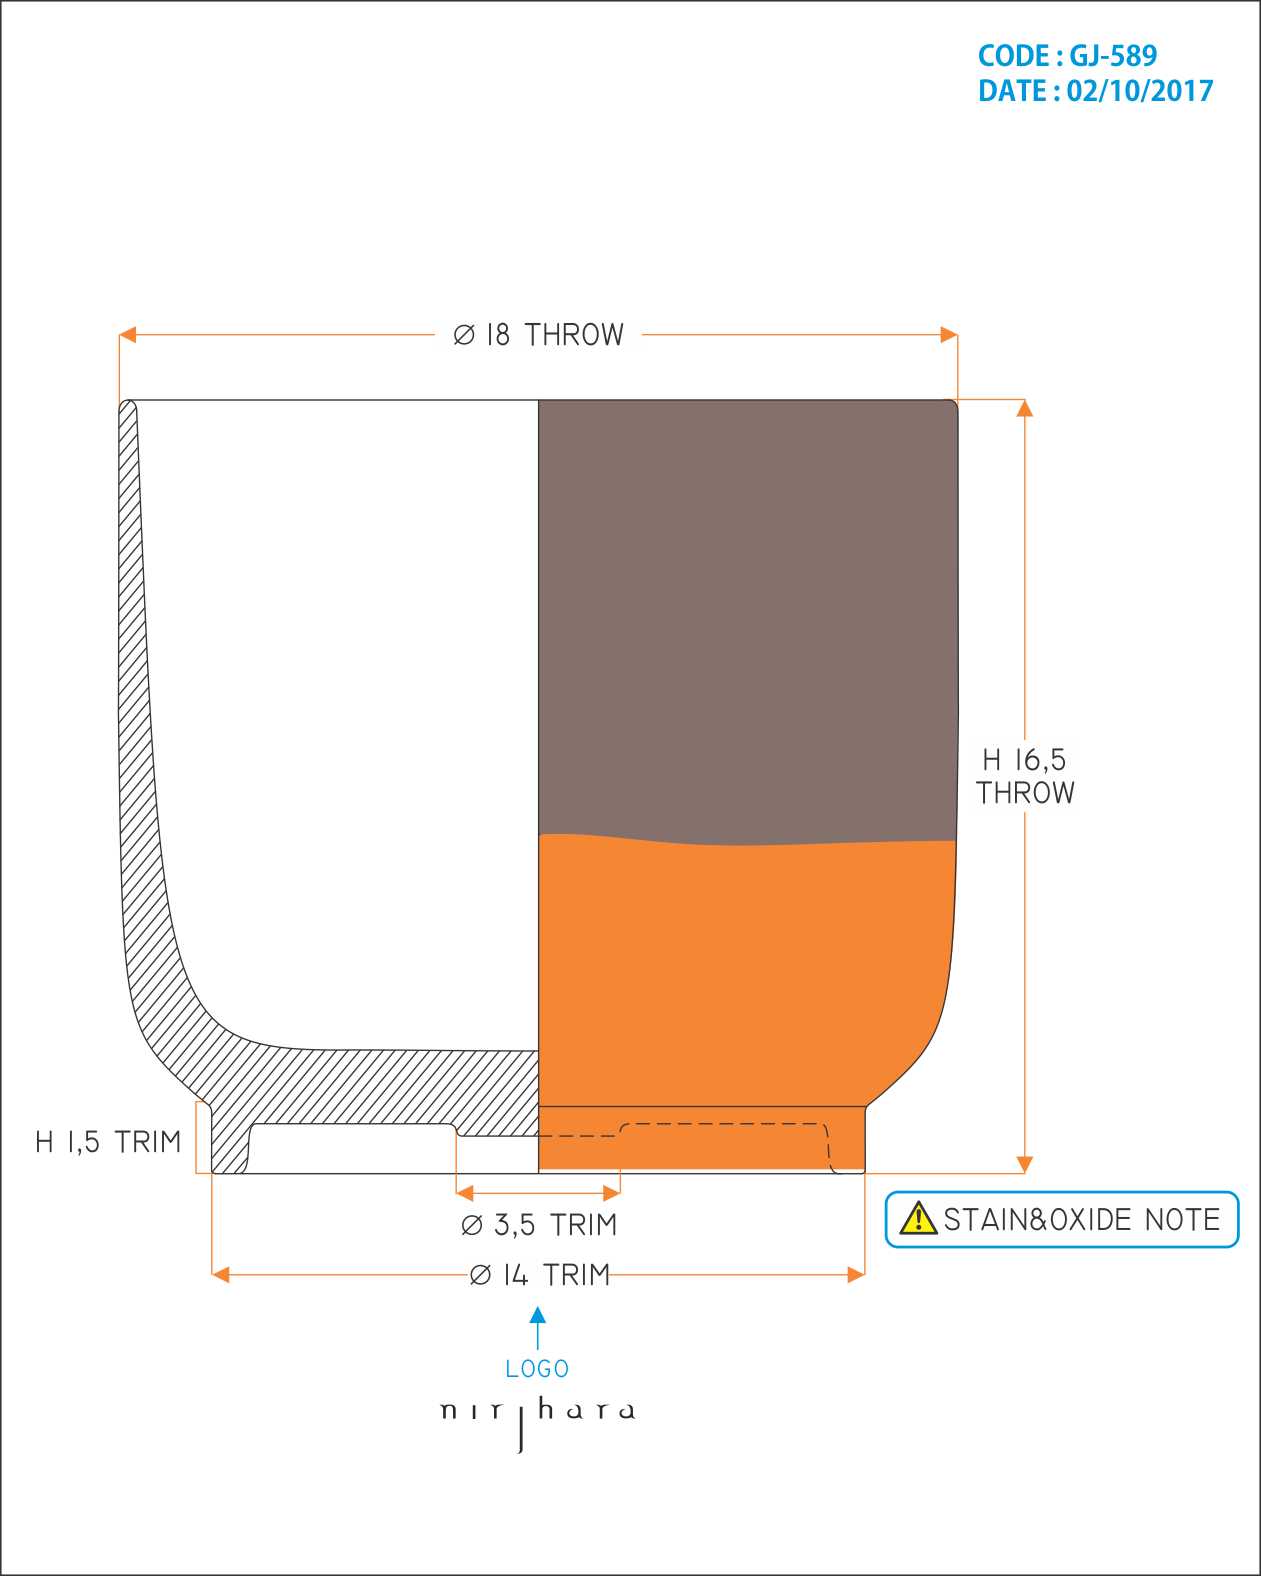 CODE : GJ-589
DATE : 02/10/2017
Ø 18 THROW
H 16,5
THROW
H 1,5 TRIM
Ø 3,5 TRIM
STAIN&OXIDE NOTE
Ø 14 TRIM
LOGO
nirjhara